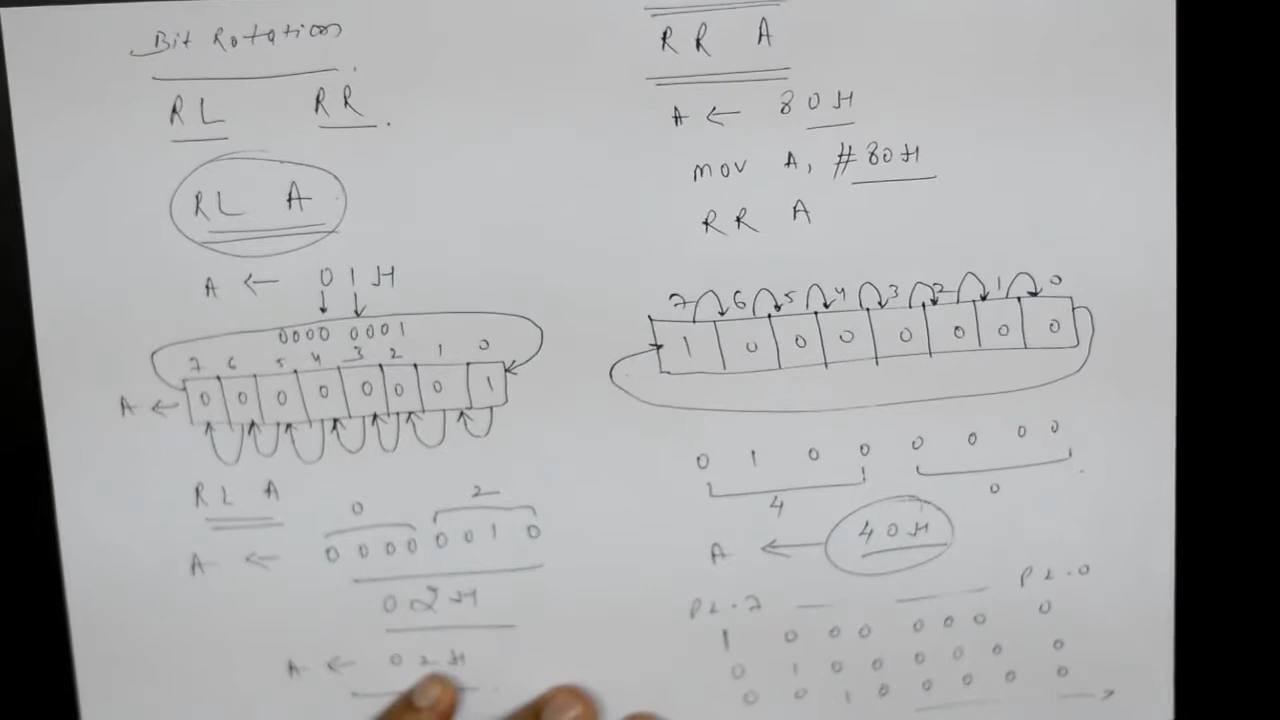 Bit Rotation
RL RR
RL A
A ← 01H
0000 0001
7 6 5 4 3 2 1 0
A ← 0 0 0 0 0 0 0 1
RL A
0 2
A ← 0 0 0 0 0 0 1 0
02H
A ← 02H
RR A
A ← 80H
mov A, #80H
RR A
7 6 5 4 3 2 1 0
1 0 0 0 0 0 0 0
0 1 0 0 0 0 0 0
4 0
A ← 40H
P2.7 P2.0
1 0 0 0 0 0 0 0
0 1 0 0 0 0 0 0
0 0 1 0 0 0 0 0